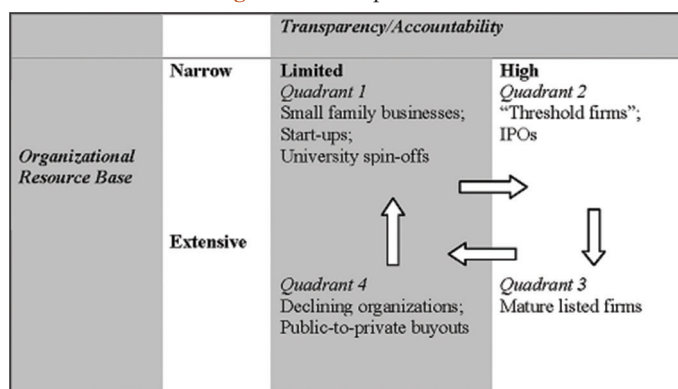 Transparency/Accountability
Narrow
Limited
High
Quadrant 1
Quadrant 2
Small family businesses;
"Threshold firms";
Start-ups;
IPOs
University spin-offs
Organizational
Resource Base
Extensive
Quadrant 4
Quadrant 3
Declining organizations;
Mature listed firms
Public-to-private buyouts